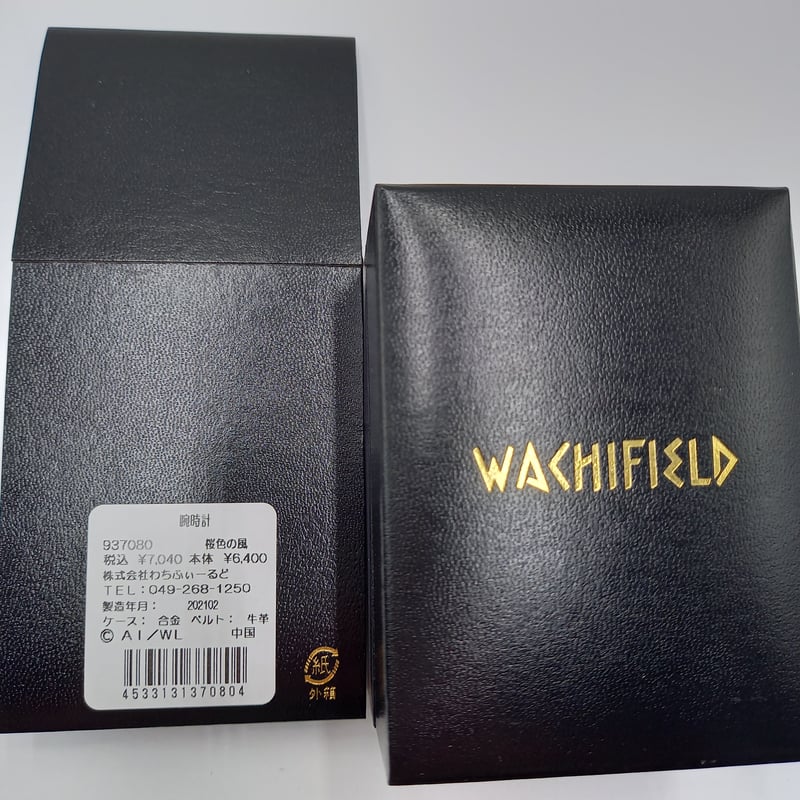 腕時計
937080 桜色の風
税込 ¥7,040 本体 ¥6,400
株式会社わちふぃーるど
TEL:049-268-1250
製造年月: 202102
ケース: 合金 ベルト: 牛革
© AI/WL 中国
4533131370804
紙
外箱
WACHIFIELD